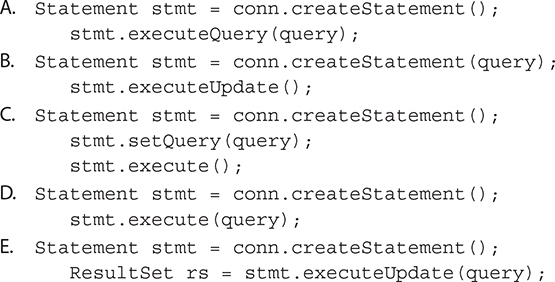 A. Statement stmt = conn.createStatement();
stmt.executeQuery(query);
B. Statement stmt = conn.createStatement(query);
stmt.executeUpdate();
C. Statement stmt = conn.createStatement();
stmt.setQuery(query);
stmt.execute();
D. Statement stmt = conn.createStatement();
stmt.execute(query);
E. Statement stmt = conn.createStatement();
ResultSet rs = stmt.executeUpdate(query);